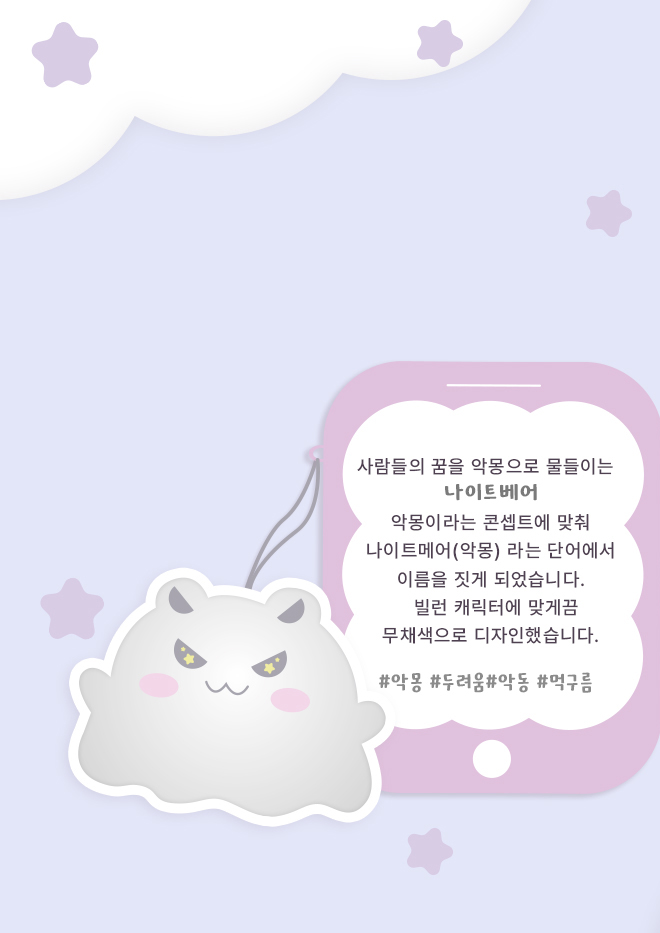 사람들의 꿈을 악몽으로 물들이는
나이트베어
악몽이라는 콘셉트에 맞춰
나이트메어(악몽) 라는 단어에서
이름을 짓게 되었습니다.
빌런 캐릭터에 맞게끔
무채색으로 디자인했습니다.
#악몽 #두려움#악동 #먹구름